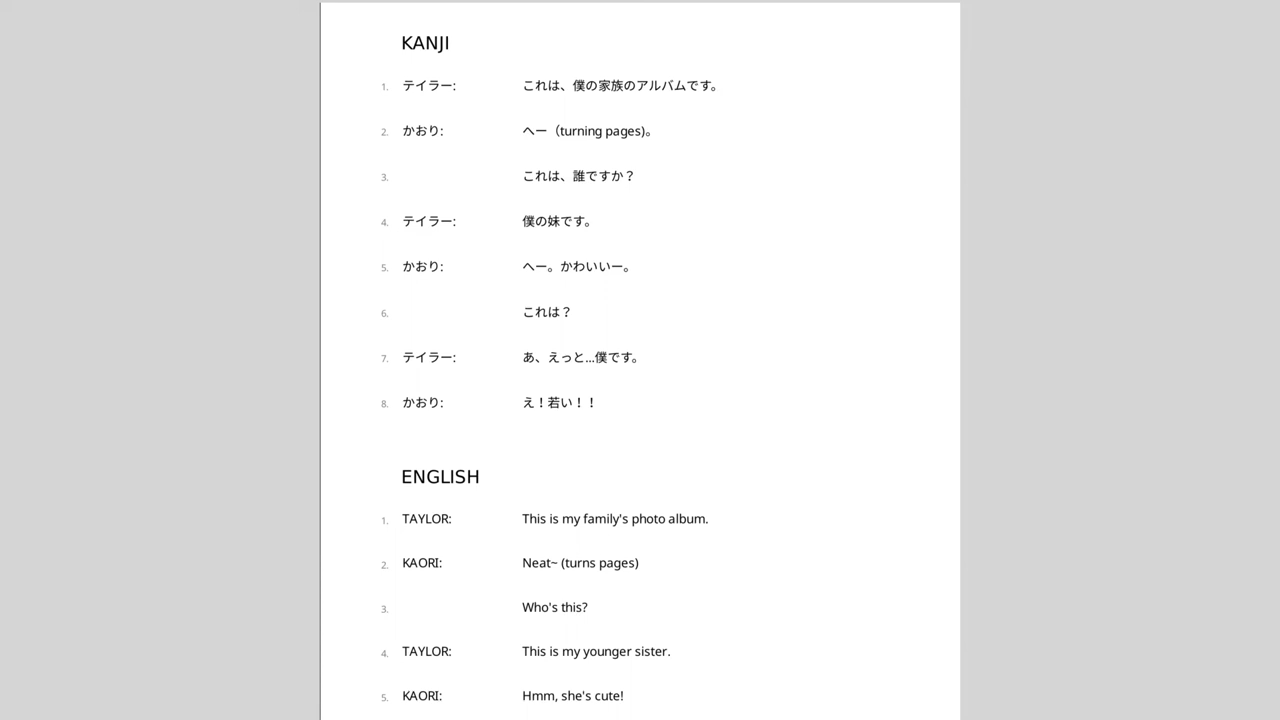 KANJI
1. テイラー: これは、僕の家族のアルバムです。
2. かおり: へー（turning pages)。
3. これは、誰ですか？
4. テイラー: 僕の妹です。
5. かおり: へー。かわいいー。
6. これは？
7. テイラー: あ、えっと...僕です。
8. かおり: え！若い！！
ENGLISH
1. TAYLOR: This is my family's photo album.
2. KAORI: Neat~ (turns pages)
3. Who's this?
4. TAYLOR: This is my younger sister.
5. KAORI: Hmm, she's cute!